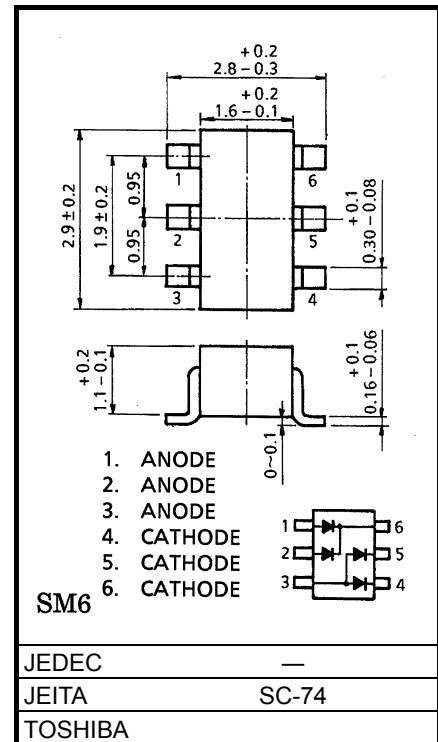 + 0.2
2.8 – 0.3
+ 0.2
1.6 – 0.1
2.9 ± 0.2
1.9 ± 0.2
0.95
0.95
1
2
3
6
5
4
+ 0.1
0.30 – 0.08
+ 0.2
1.1 – 0.1
+ 0.1
0.16 – 0.06
0~0.1
1. ANODE
2. ANODE
3. ANODE
4. CATHODE
5. CATHODE
6. CATHODE
1 6
2 5
3 4
SM6
JEDEC —
JEITA SC-74
TOSHIBA